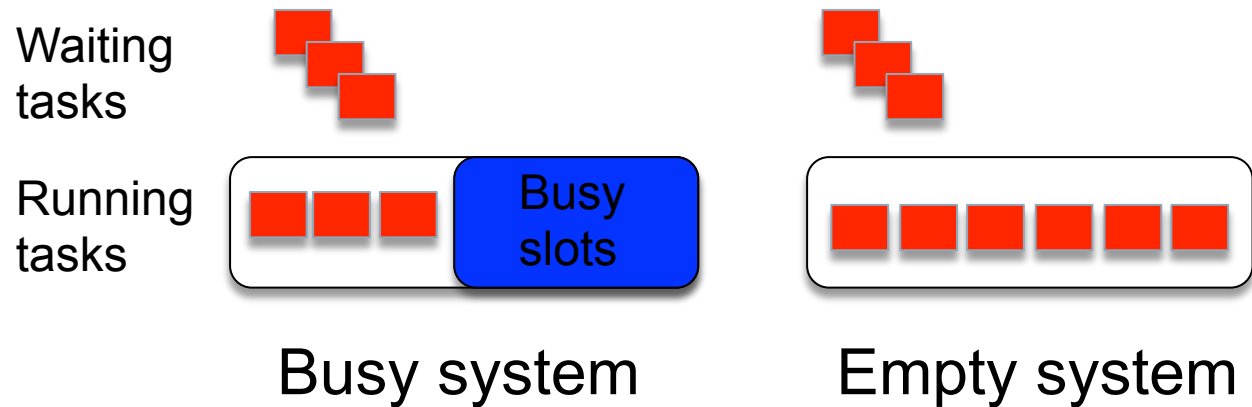 Waiting
tasks
Running
tasks
Busy
slots
Busy system
Empty system